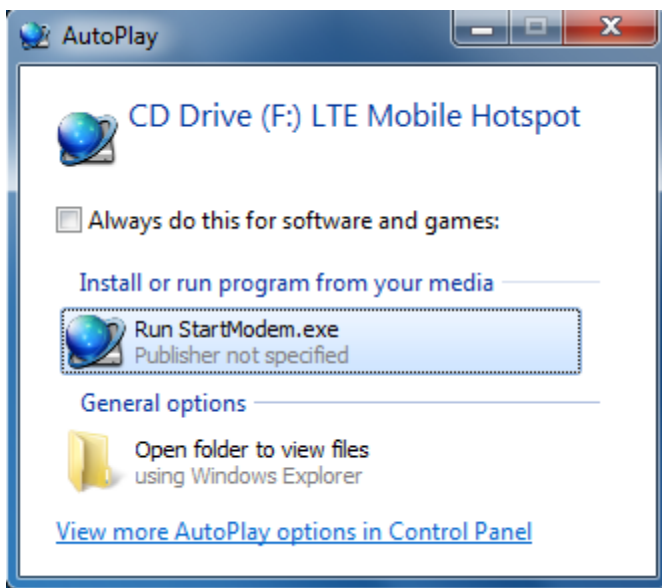 AutoPlay
CD Drive (F:) LTE Mobile Hotspot
Always do this for software and games:
Install or run program from your media
Run StartModem.exe
Publisher not specified
General options
Open folder to view files
using Windows Explorer
View more AutoPlay options in Control Panel